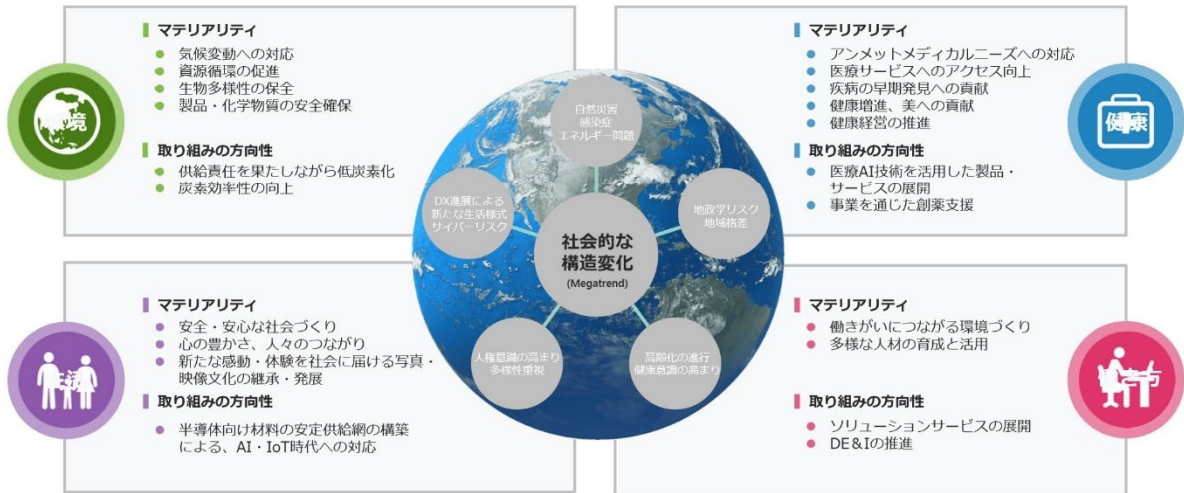 環境
マテリアリティ
気候変動への対応
資源循環の促進
生物多様性の保全
製品・化学物質の安全確保
取り組みの方向性
供給責任を果たしながら低炭素化
炭素効率性の向上
健康
マテリアリティ
アンメットメディカルニーズへの対応
医療サービスへのアクセス向上
疾病の早期発見への貢献
健康増進、美への貢献
健康経営の推進
取り組みの方向性
医療AI技術を活用した製品・
サービスの展開
事業を通じた創薬支援
自然災害
感染症
エネルギー問題
DX進展による
新たな生活様式
サイバーリスク
地政学リスク
地域格差
社会的な
構造変化
(Megatrend)
人権意識の高まり
多様性重視
高齢化の進行
健康意識の高まり
生活
マテリアリティ
安全・安心な社会づくり
心の豊かさ、人々のつながり
新たな感動・体験を社会に届ける写真・
映像文化の継承・発展
取り組みの方向性
半導体向け材料の安定供給網の構築
による、AI・IoT時代への対応
働き方
マテリアリティ
働きがいにつながる環境づくり
多様な人材の育成と活用
取り組みの方向性
ソリューションサービスの展開
DE&Iの推進